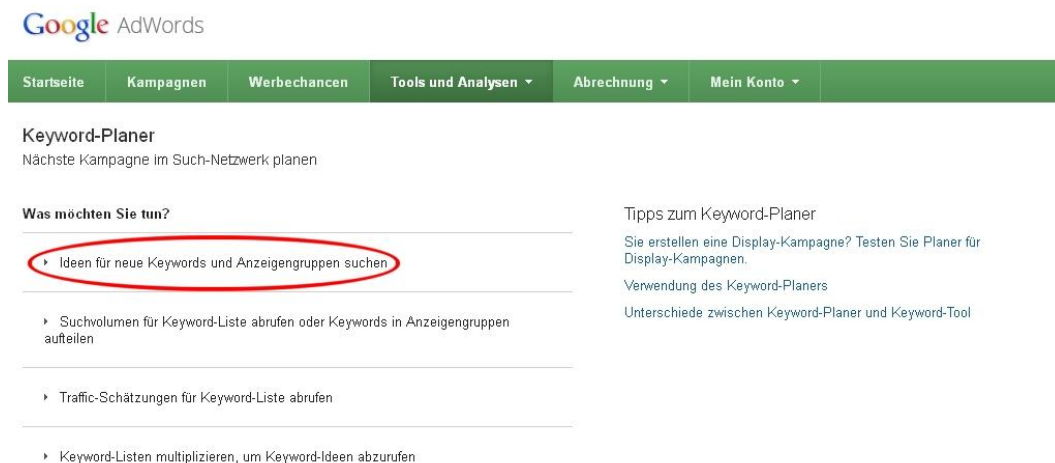 Google AdWords
Startseite Kampagnen Werbechancen Tools und Analysen Abrechnung Mein Konto
Keyword-Planer
Nächste Kampagne im Such-Netzwerk planen
Was möchten Sie tun?
Ideen für neue Keywords und Anzeigengruppen suchen
Suchvolumen für Keyword-Liste abrufen oder Keywords in Anzeigengruppen
aufteilen
Traffic-Schätzungen für Keyword-Liste abrufen
Keyword-Listen multiplizieren, um Keyword-Ideen abzurufen
Tipps zum Keyword-Planer
Sie erstellen eine Display-Kampagne? Testen Sie Planer für
Display-Kampagnen.
Verwendung des Keyword-Planers
Unterschiede zwischen Keyword-Planer und Keyword-Tool